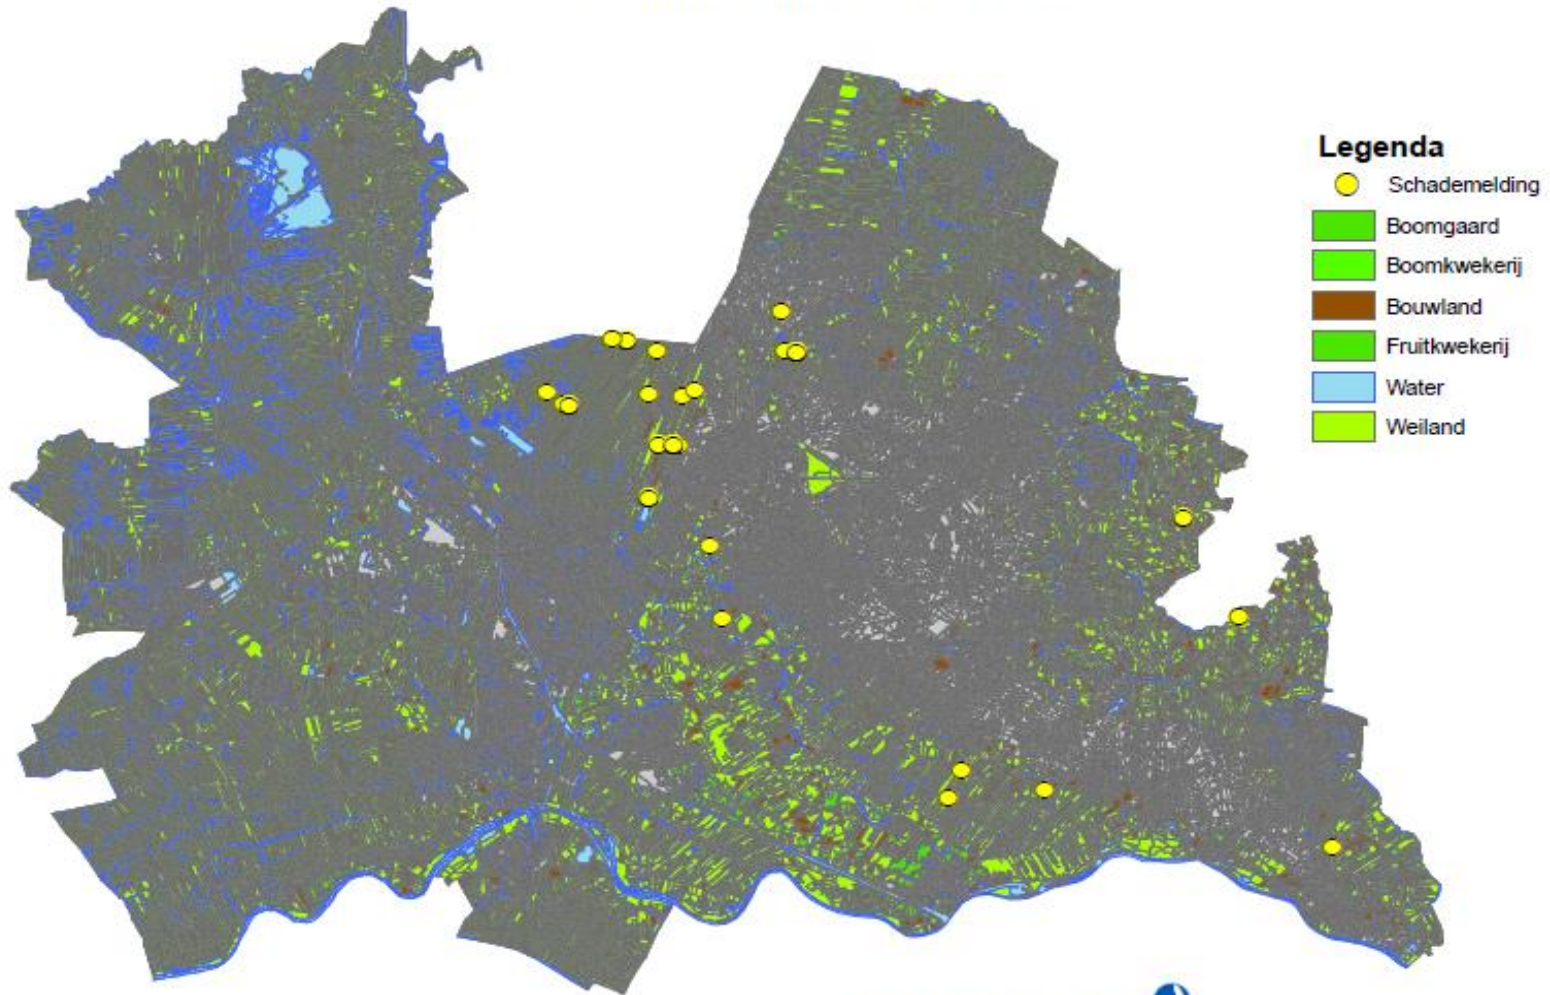 Legenda
Schademelding
Boomgaard
Boomkwekerij
Bouwland
Fruitkwekerij
Water
Weiland